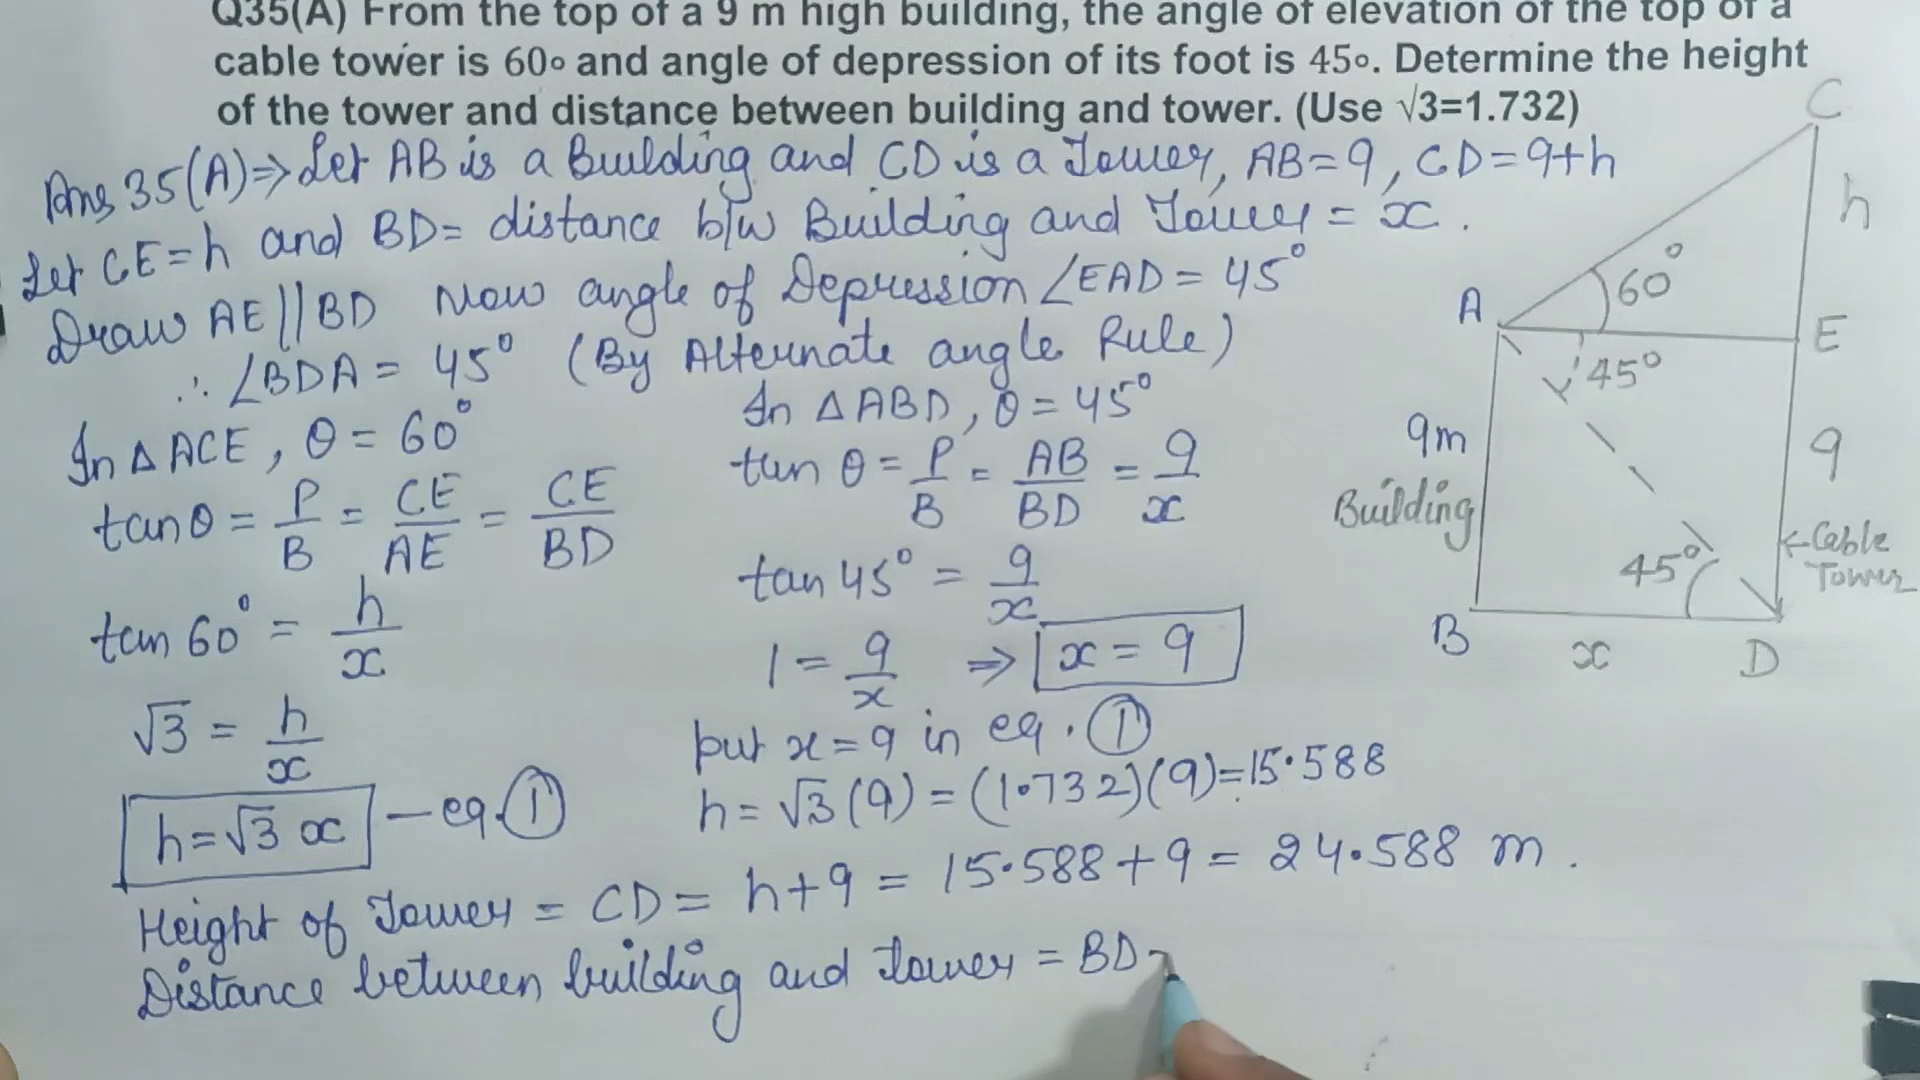 Q35(A) From the top of a 9 m high building, the angle of elevation of the top of a
cable tower is 60o and angle of depression of its foot is 45o. Determine the height
of the tower and distance between building and tower. (Use √3=1.732)
Ans 35(A)⇒ Let AB is a Building and CD is a Tower, AB=9, CD=9+h
Let CE=h and BD= distance b/w Building and Tower = x.
Draw AE||BD Now angle of Depression ∠EAD = 45°
∴ ∠BDA = 45° (By Alternate angle Rule)
In △ACE, θ = 60°
tan θ = P/B = CE/AE = CE/BD
tan 60° = h/x
√3 = h/x
h=√3 x — eq.①
In △ABD, θ = 45°
tan θ = P/B = AB/BD = 9/x
tan 45° = 9/x
1 = 9/x ⇒ x = 9
put x=9 in eq.①
h= √3(9) = (1.732)(9)=15.588
Height of Tower = CD = h+9 = 15.588+9 = 24.588 m.
Distance between building and tower = BD
C
h
60°
A
E
45°
9m
9
Building
←Cable
Tower
45°
B
x
D